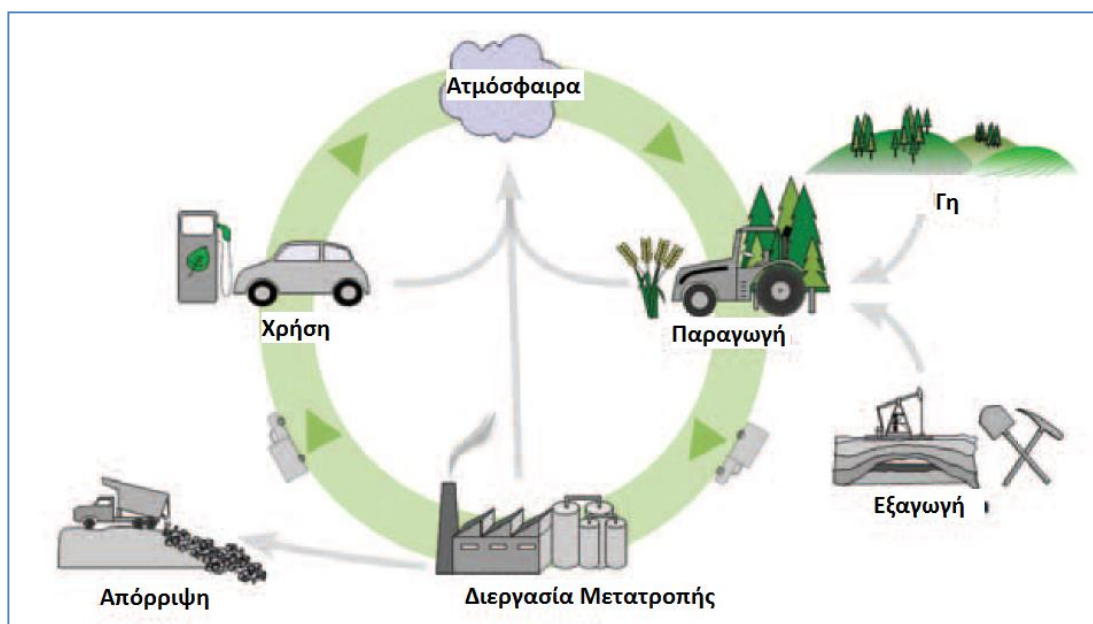 Ατμόσφαιρα
Γη
Χρήση
Παραγωγή
Εξαγωγή
Απόρριψη
Διεργασία Μετατροπής